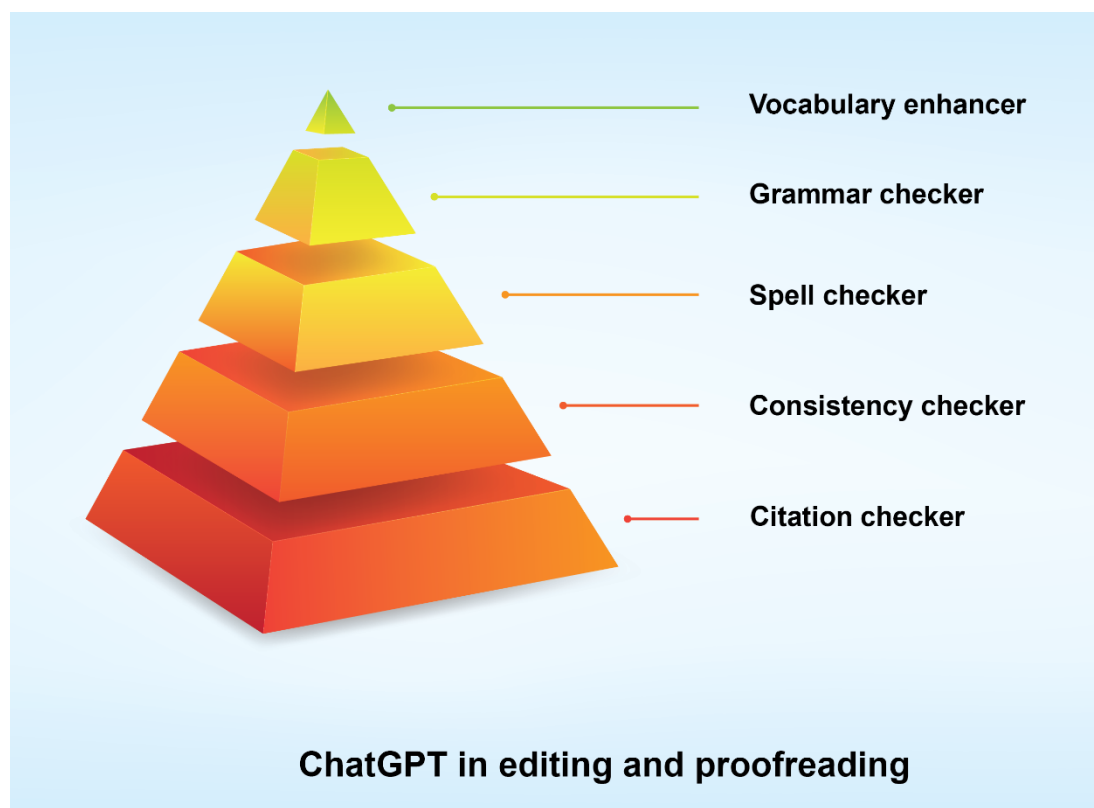 Vocabulary enhancer
Grammar checker
Spell checker
Consistency checker
Citation checker
ChatGPT in editing and proofreading